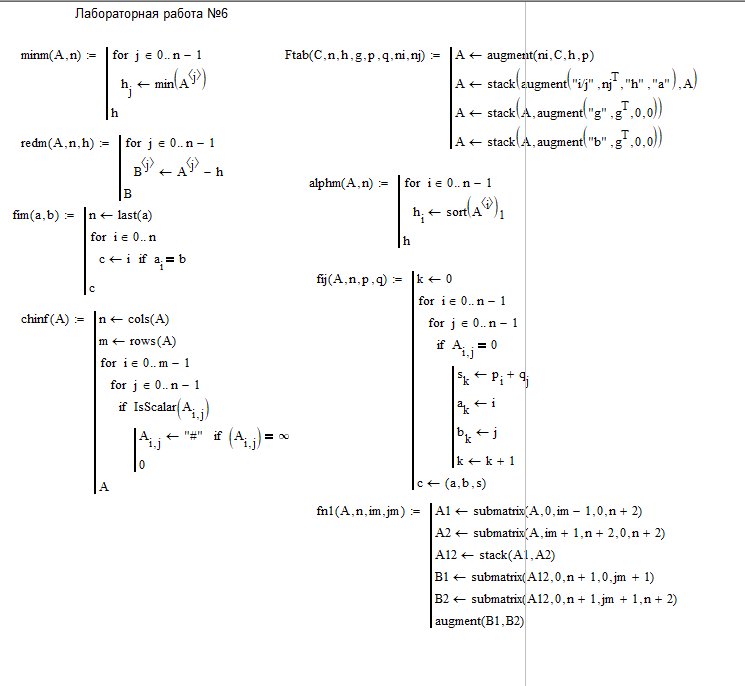 Лабораторная работа №6
minm(A,n) := for j ∈ 0..n − 1
h_j ← min(A^⟨j⟩)
h
redm(A,n,h) := for j ∈ 0..n − 1
B^⟨j⟩ ← A^⟨j⟩ − h
B
fim(a,b) := n ← last(a)
for i ∈ 0..n
c ← i if a_i = b
c
chinf(A) := n ← cols(A)
m ← rows(A)
for i ∈ 0..m − 1
for j ∈ 0..n − 1
if IsScalar(A_i,j)
A_i,j ← "#" if (A_i,j) = ∞
0
A
Ftab(C,n,h,g,p,q,ni,nj) := A ← augment(ni,C,h,p)
A ← stack(augment("i/j",nj^T,"h","a"),A)
A ← stack(A,augment("g",g^T,0,0))
A ← stack(A,augment("b",g^T,0,0))
alphm(A,n) := for i ∈ 0..n − 1
h_i ← sort(A^⟨i⟩)_1
h
fij(A,n,p,q) := k ← 0
for i ∈ 0..n − 1
for j ∈ 0..n − 1
if A_i,j = 0
s_k ← p_i + q_j
a_k ← i
b_k ← j
k ← k + 1
c ← (a,b,s)
fn1(A,n,im,jm) := A1 ← submatrix(A,0,im − 1,0,n + 2)
A2 ← submatrix(A,im + 1,n + 2,0,n + 2)
A12 ← stack(A1,A2)
B1 ← submatrix(A12,0,n + 1,0,jm + 1)
B2 ← submatrix(A12,0,n + 1,jm + 1,n + 2)
augment(B1,B2)